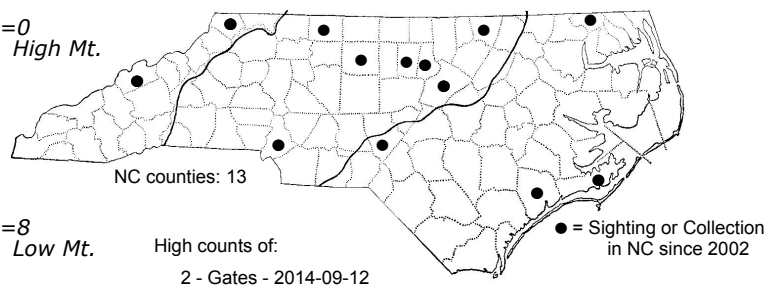 =0
High Mt.
NC counties: 13
=8
Low Mt.
High counts of:
2 - Gates - 2014-09-12
● = Sighting or Collection
in NC since 2002